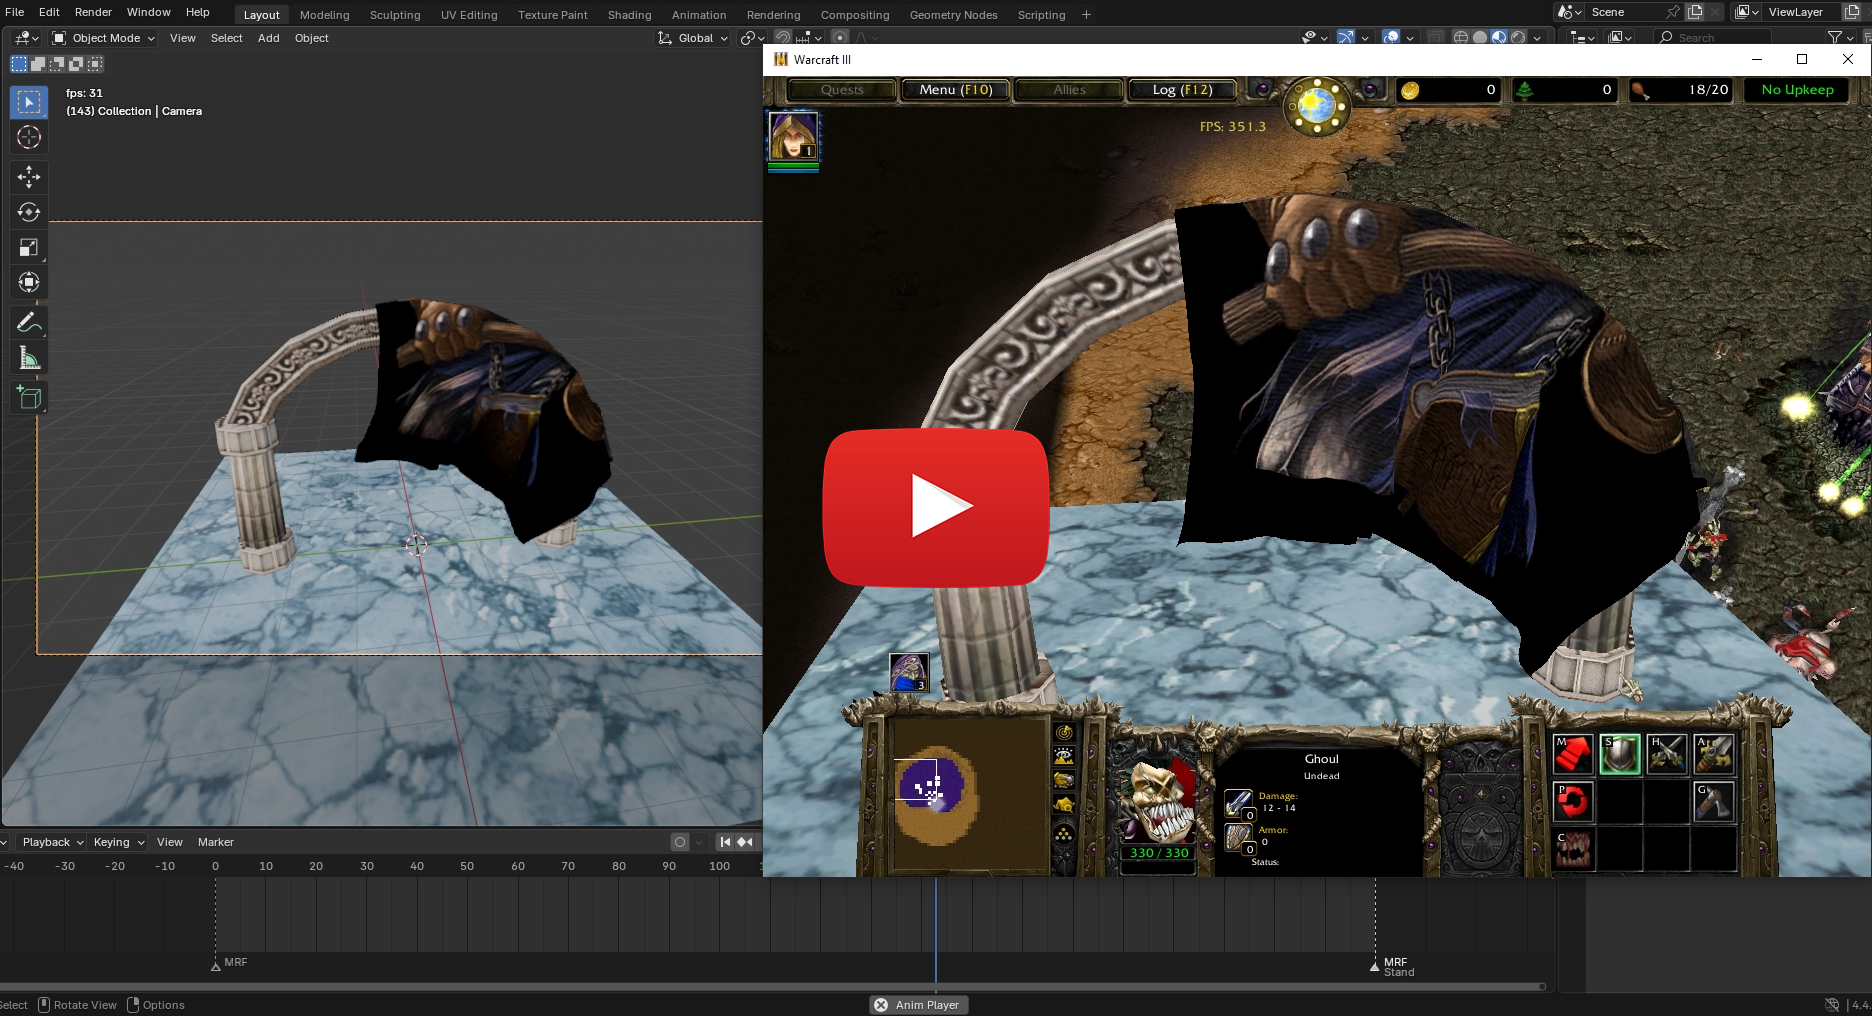 File Edit Render Window Help Layout Modeling Sculpting UV Editing Texture Paint Shading Animation Rendering Compositing Geometry Nodes Scripting + Scene ViewLayer
Object Mode View Select Add Object Global Search
Warcraft III
fps: 31
(143) Collection | Camera
Quests Menu (F10) Allies Log (F12) 0 0 18/20 No Upkeep
FPS: 351.3
1
3
Ghoul
Undead
Damage:
12 - 14
0
Armor:
0
0
Status:
330 / 330
M S H A
P G
C
Playback Keying View Marker
-40 -30 -20 -10 0 10 20 30 40 50 60 70 80 90 100
MRF
MRF
Stand
Select Rotate View Options Anim Player 4.4